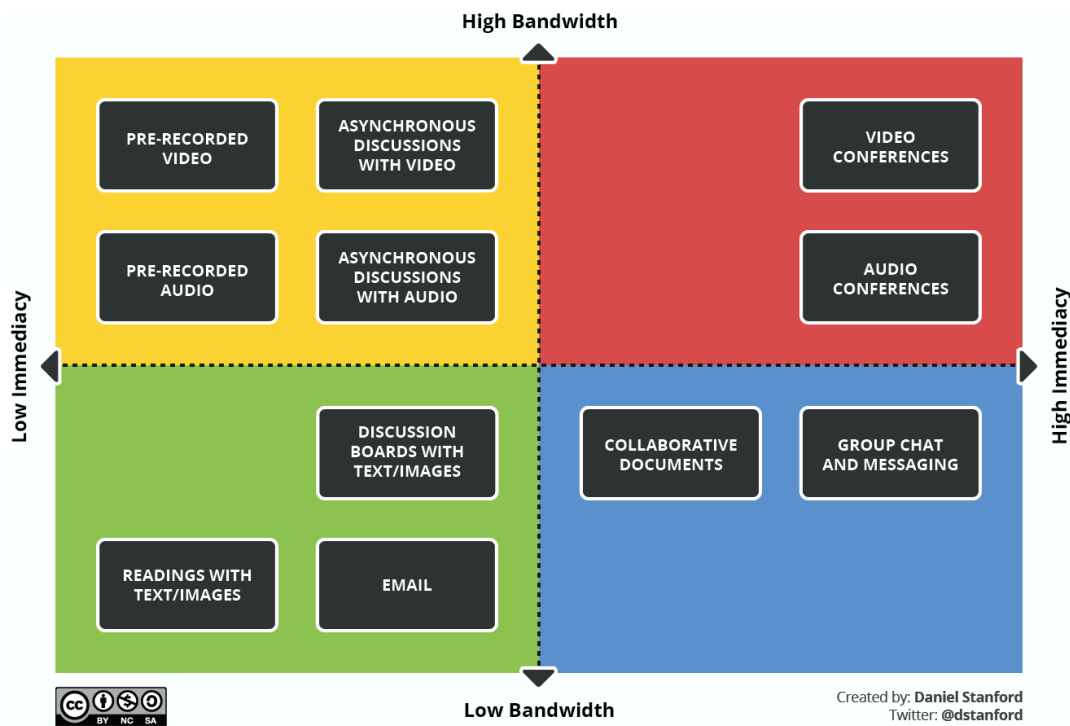 High Bandwidth
PRE-RECORDED
VIDEO
ASYNCHRONOUS
DISCUSSIONS
WITH VIDEO
VIDEO
CONFERENCES
PRE-RECORDED
AUDIO
ASYNCHRONOUS
DISCUSSIONS
WITH AUDIO
AUDIO
CONFERENCES
Low Immediacy
High Immediacy
DISCUSSION
BOARDS WITH
TEXT/IMAGES
COLLABORATIVE
DOCUMENTS
GROUP CHAT
AND MESSAGING
READINGS WITH
TEXT/IMAGES
EMAIL
Low Bandwidth
cc
BY NC SA
Created by: Daniel Stanford
Twitter: @dstanford